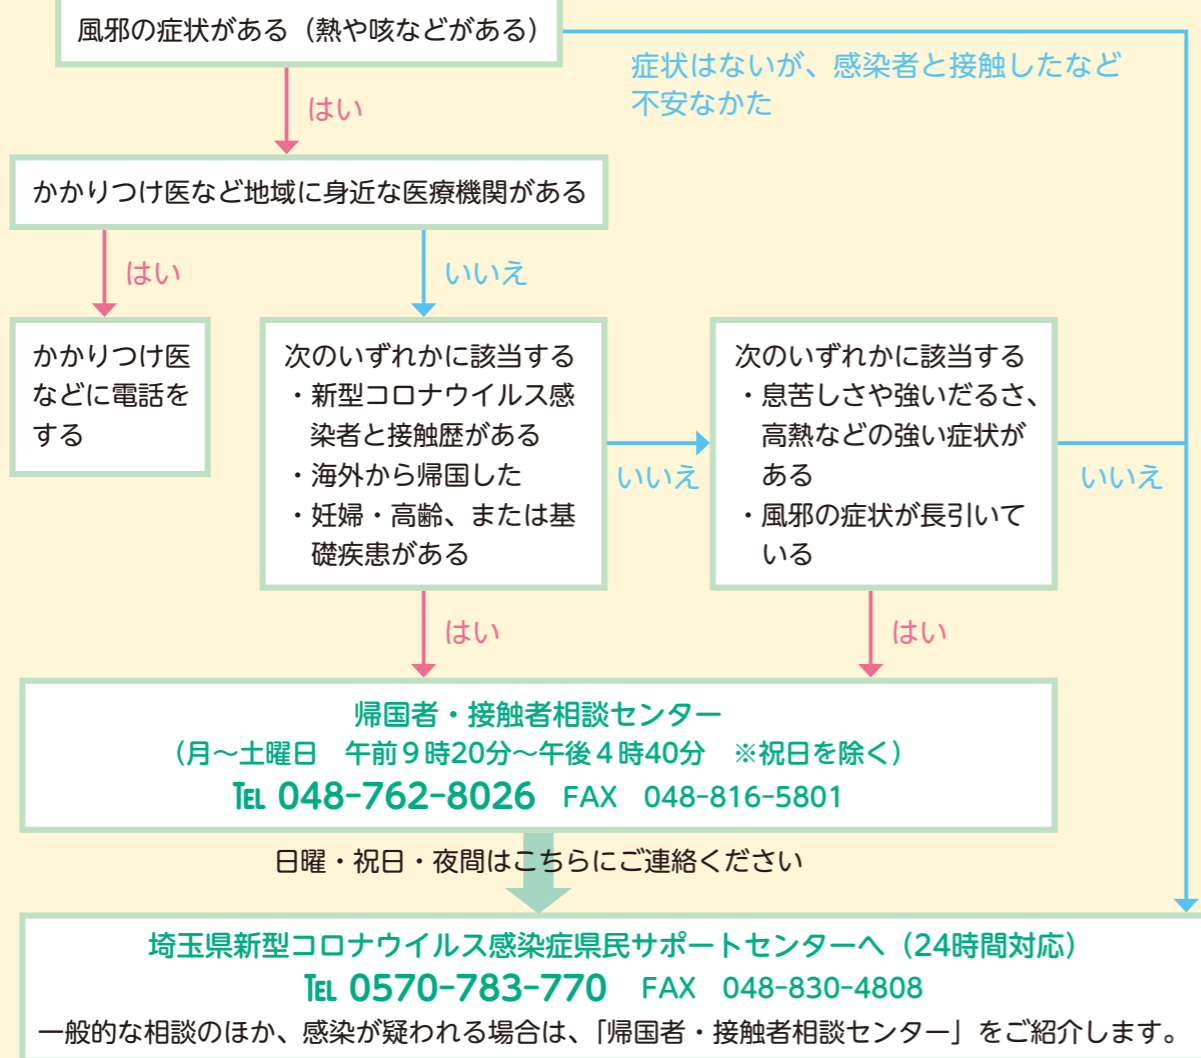 風邪の症状がある（熱や咳などがある）
症状はないが、感染者と接触したなど
不安なかた
はい
かかりつけ医など地域に身近な医療機関がある
はい
いいえ
かかりつけ医
などに電話を
する
次のいずれかに該当する
・新型コロナウイルス感
染者と接触歴がある
・海外から帰国した
・妊婦・高齢、または基
礎疾患がある
いいえ
次のいずれかに該当する
・息苦しさや強いだるさ、
高熱などの強い症状が
ある
・風邪の症状が長引いて
いる
いいえ
はい
はい
帰国者・接触者相談センター
（月～土曜日　午前９時20分～午後４時40分　※祝日を除く）
TEL 048-762-8026　FAX　048-816-5801
日曜・祝日・夜間はこちらにご連絡ください
埼玉県新型コロナウイルス感染症県民サポートセンターへ（24時間対応）
TEL 0570-783-770　FAX　048-830-4808
一般的な相談のほか、感染が疑われる場合は、「帰国者・接触者相談センター」をご紹介します。